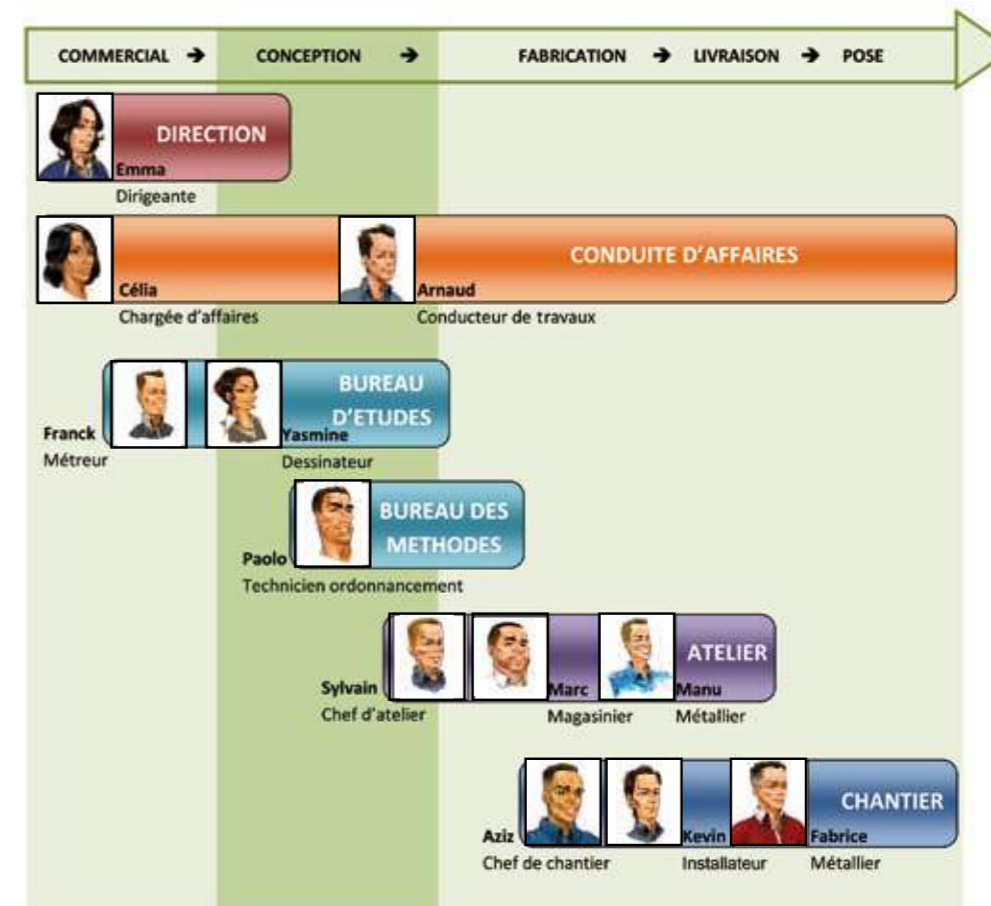 COMMERCIAL → CONCEPTION → FABRICATION → LIVRAISON → POSE
DIRECTION
Emma
Dirigeante
CONDUITE D'AFFAIRES
Célia
Chargée d'affaires
Arnaud
Conducteur de travaux
BUREAU
D'ETUDES
Franck
Métreur
Yasmine
Dessinateur
BUREAU DES
METHODES
Paolo
Technicien ordonnancement
ATELIER
Sylvain
Chef d'atelier
Marc
Magasinier
Manu
Métallier
CHANTIER
Aziz
Chef de chantier
Kevin
Installateur
Fabrice
Métallier